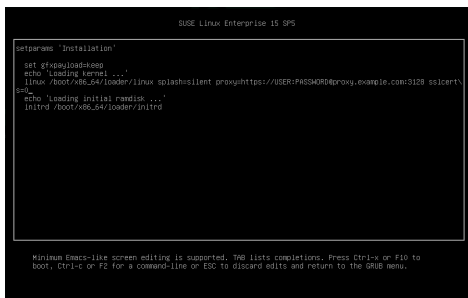 SUSE Linux Enterprise 15 SP5
setparams 'Installation'
set gfxpayload=keep
echo 'Loading kernel ...'
linux /boot/x86_64/loader/linux splash=silent proxy=https://USER:PASSWORD@proxy.example.com:3128 sslcert\
s=0_
echo 'Loading initial ramdisk ...'
initrd /boot/x86_64/loader/initrd
Minimum Emacs-like screen editing is supported. TAB lists completions. Press Ctrl-x or F10 to
boot, Ctrl-c or F2 for a command-line or ESC to discard edits and return to the GRUB menu.